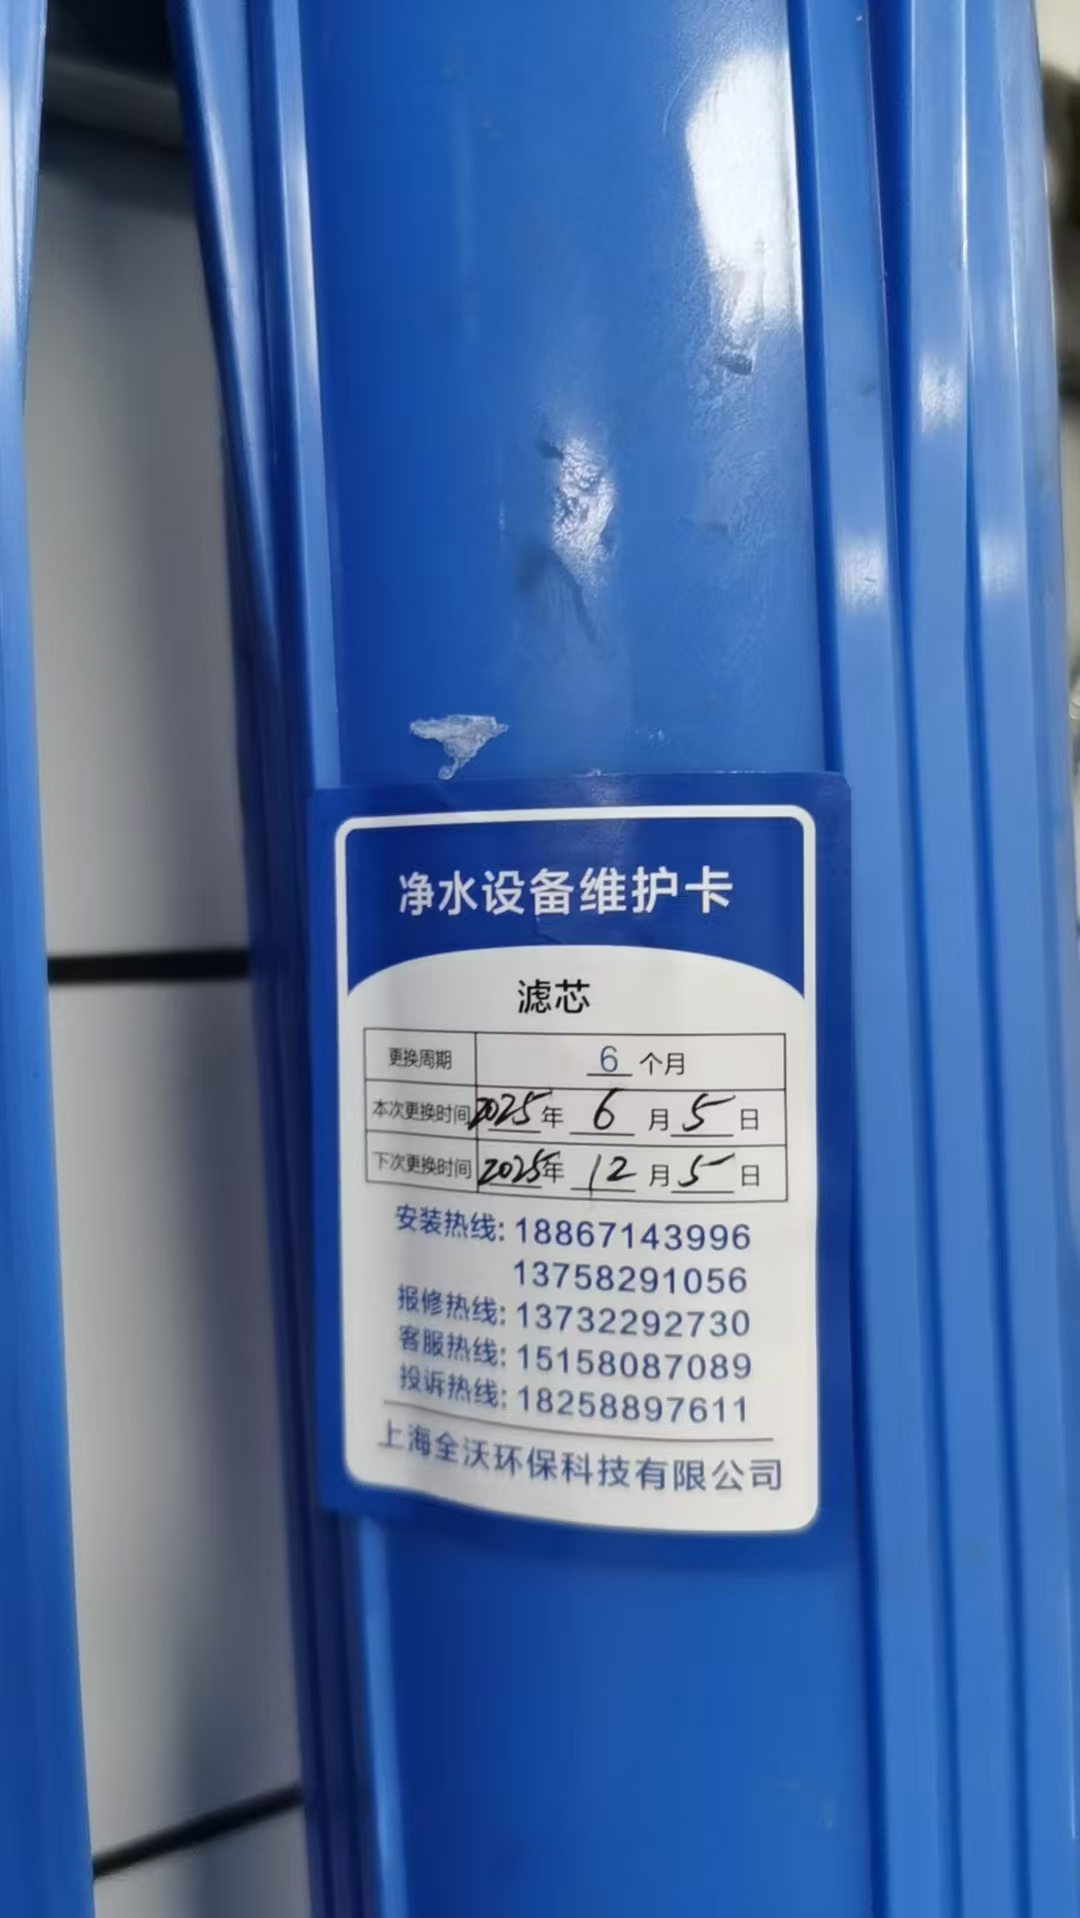 净水设备维护卡
滤芯
更换周期 6 个月
本次更换时间 2025年 6 月 5 日
下次更换时间 2025年 12 月 5 日
安装热线: 18867143996
13758291056
报修热线: 13732292730
客服热线: 15158087089
投诉热线: 18258897611
上海全沃环保科技有限公司